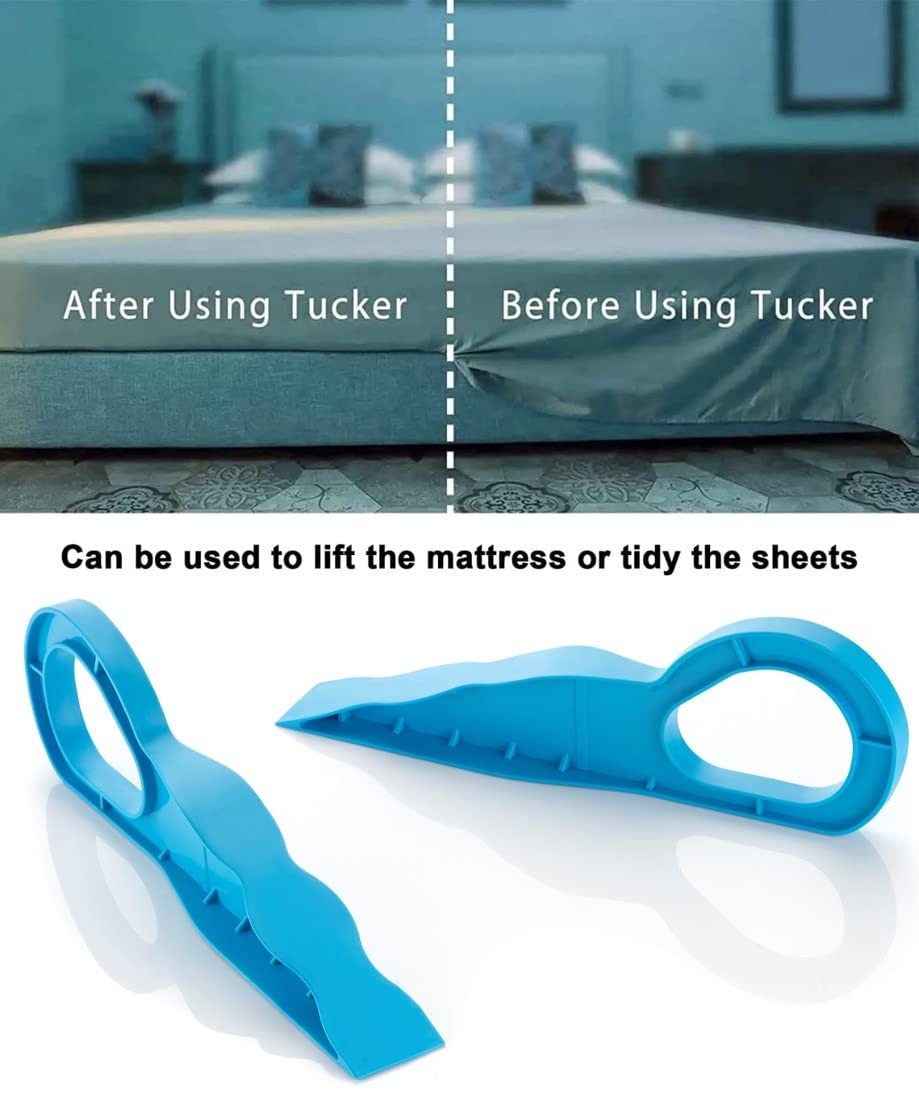 After Using Tucker
Before Using Tucker
Can be used to lift the mattress or tidy the sheets